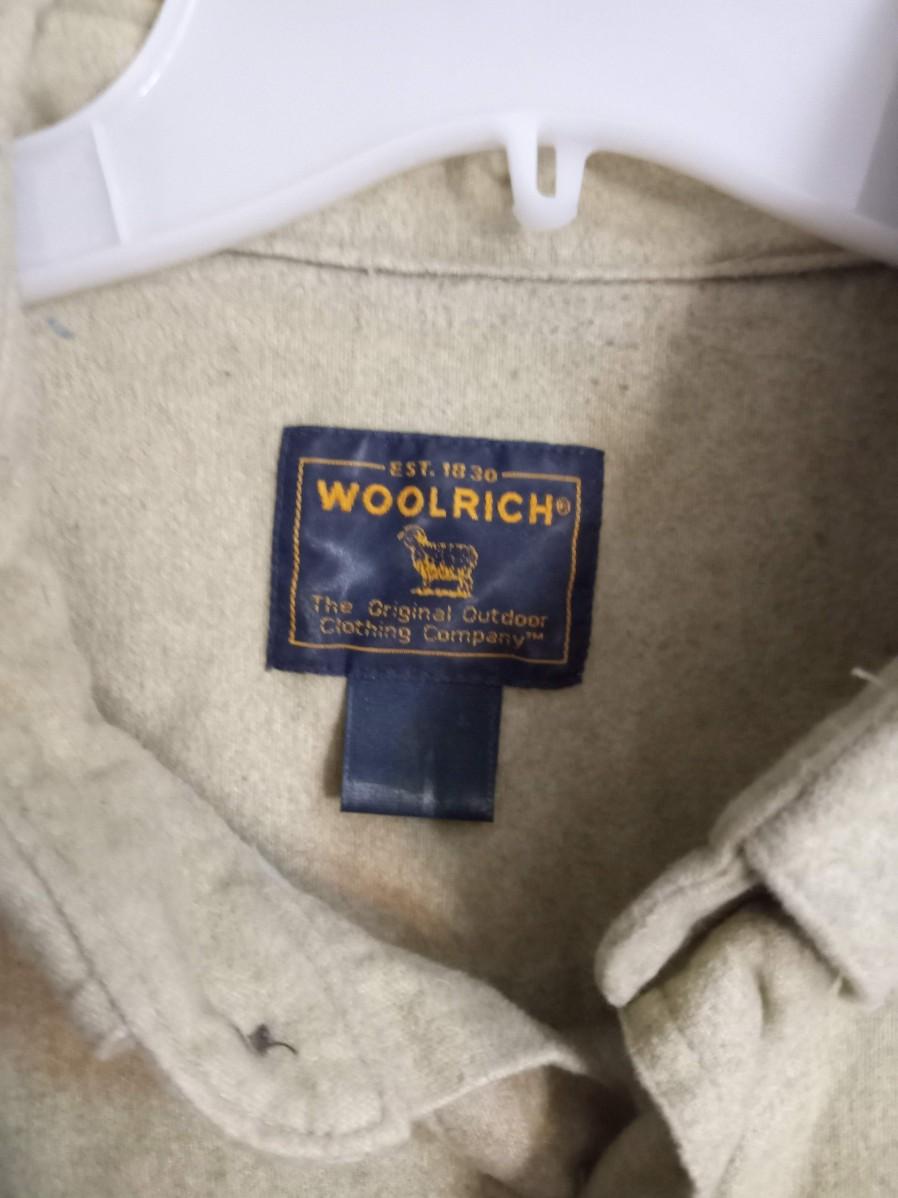 EST. 1830
WOOLRICH®
The Original Outdoor
Clothing Company™